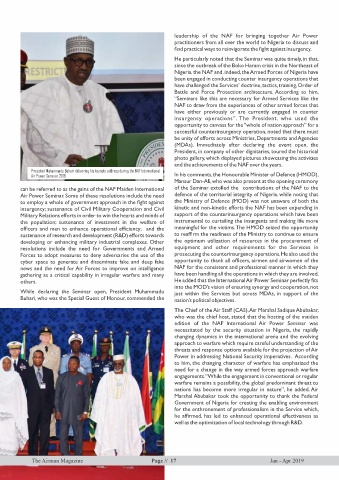 RESTRICT
President Muhammadu Buhari delivering his keynote address during the NAF International
Air Power Seminar 2019
can be referred to as the gains of the NAF Maiden International
Air Power Seminar. Some of these resolutions include the need
to employ a whole of government approach in the fight against
insurgency; sustenance of Civil Military Cooperation and Civil
Military Relations efforts in order to win the hearts and minds of
the population; sustenance of investment in the welfare of
officers and men to enhance operational efficiency, and the
sustenance of research and development (R&D) efforts towards
developing or enhancing military industrial complexes. Other
resolutions include the need for Governments and Armed
Forces to adopt measures to deny adversaries the use of the
cyber space to generate and disseminate fake and deep fake
news and the need for Air Forces to improve on intelligence
gathering as a critical capability in irregular warfare and many
others.
While declaring the Seminar open, President Muhammadu
Buhari, who was the Special Guest of Honour, commended the
leadership of the NAF for bringing together Air Power
practitioners from all over the world to Nigeria to discuss and
find practical ways to reinvigorate the fight against insurgency.
He particularly noted that the Seminar was quite timely, in that,
since the outbreak of the Boko Haram crisis in the Northeast of
Nigeria, the NAF and, indeed, the Armed Forces of Nigeria have
been engaged in conducting counter insurgency operations that
have challenged the Services' doctrine, tactics, training, Order of
Battle and Force Protection architecture. According to him,
"Seminars like this are necessary for Armed Services like the
NAF to draw from the experiences of other armed forces that
have either previously or are currently engaged in counter
insurgency operations". The President, who used the
opportunity to canvass for the "whole of nation approach" for a
successful counterinsurgency operation, noted that there must
be unity of efforts across Ministries, Departments and Agencies
(MDAs). Immediately after declaring the event open, the
President, in company of other dignitaries, toured the historical
photo gallery, which displayed pictures showcasing the activities
and the achievements of the NAF over the years.
In his comments, the Honourable Minister of Defence (HMOD),
Mansur Dan-Ali, who was also present at the opening ceremony
of the Seminar extolled the contributions of the NAF to the
defence of the territorial integrity of Nigeria, while noting that
the Ministry of Defence (MOD) was not unaware of both the
kinetic and non-kinetic efforts the NAF has been expending in
support of the counterinsurgency operations which have been
instrumental to curtailing the insurgents and making life more
meaningful for the victims. The HMOD seized the opportunity
to reaffirm the readiness of the Ministry to continue to ensure
the optimum utilization of resources in the procurement of
equipment and other requirements for the Services in
prosecuting the counterinsurgency operations. He also used the
opportunity to thank all officers, airmen and airwomen of the
NAF for the consistent and professional manner in which they
have been handling all the operations in which they are involved.
He added that the International Air Power Seminar perfectly fits
into the MOD's vision of ensuring synergy and cooperation, not
just within the Services but across MDAs, in support of the
nation's political objectives.
The Chief of the Air Staff (CAS), Air Marshal Sadique Abubakar,
who was the chief host, stated that the hosting of the maiden
edition of the NAF International Air Power Seminar was
necessitated by the security situation in Nigeria, the rapidly
changing dynamics in the international arena and the evolving
approach to warfare which require careful understanding of the
threats and response options available for the projection of Air
Power in addressing National Security imperatives. According
to him, the changing character of warfare has emphasized the
need for a change in the way armed forces approach warfare
engagements. "While the engagement in conventional or regular
warfare remains a possibility, the global predominant threat to
nations has become more irregular in nature", he added. Air
Marshal Abubakar took the opportunity to thank the Federal
Government of Nigeria for creating the enabling environment
for the enthronement of professionalism in the Service which,
he affirmed, has led to enhanced operational effectiveness as
well as the optimization of local technology through R&D.
The Airman Magazine
Page // 17
Jan - Apr 2019